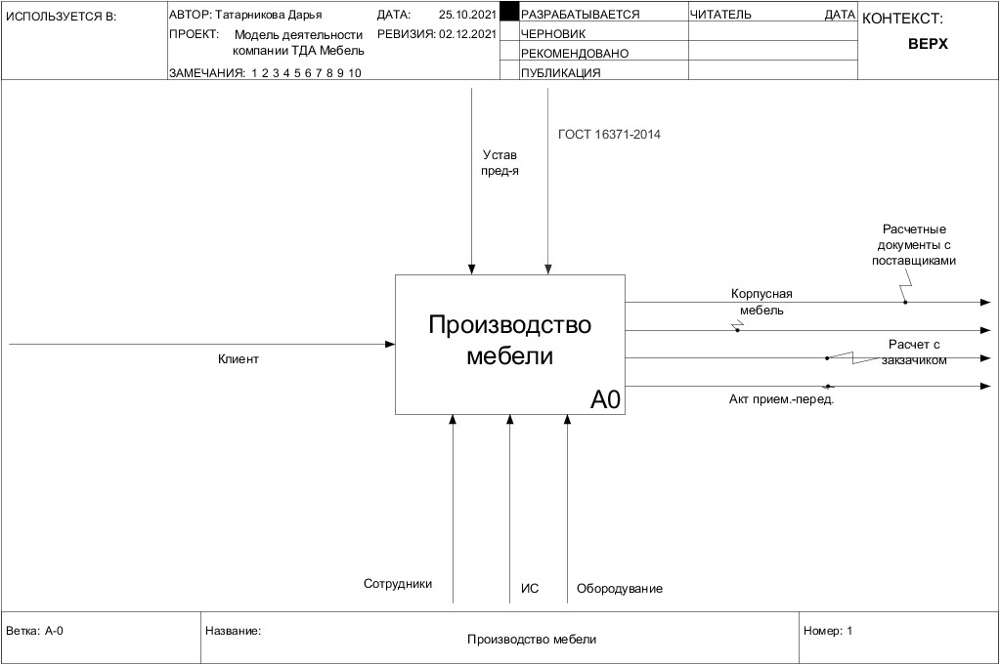 ИСПОЛЬЗУЕТСЯ В:
АВТОР: Татарникова Дарья
ДАТА: 25.10.2021
РАЗРАБАТЫВАЕТСЯ
ЧИТАТЕЛЬ
ДАТА
КОНТЕКСТ:
ПРОЕКТ: Модель деятельности
компании ТДА Мебель
РЕВИЗИЯ: 02.12.2021
ЧЕРНОВИК
ВЕРХ
РЕКОМЕНДОВАНО
ЗАМЕЧАНИЯ: 1 2 3 4 5 6 7 8 9 10
ПУБЛИКАЦИЯ
ГОСТ 16371-2014
Устав
пред-я
Расчетные
документы с
поставщиками
Корпусная
мебель
Производство
мебели
A0
Клиент
Расчет с
закзачиком
Акт прием.-перед.
Сотрудники
ИС
Обородувание
Ветка: A-0
Название:
Производство мебели
Номер: 1